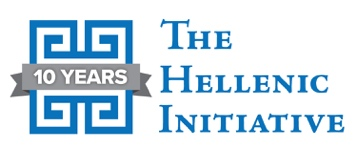 10 YEARS
THE
HELLENIC
INITIATIVE